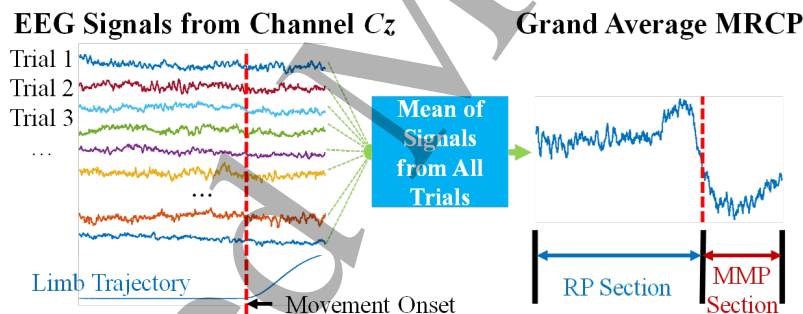 EEG Signals from Channel Cz
Grand Average MRCP
Trial 1
Trial 2
Trial 3
...
...
Mean of
Signals
from All
Trials
Limb Trajectory
Movement Onset
RP Section
MMP
Section